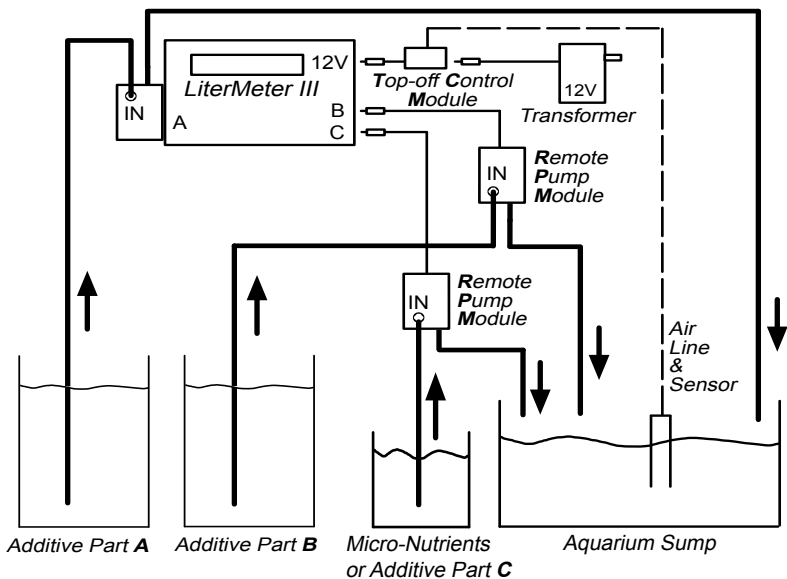 12V
LiterMeter III
IN
A
B
C
Top-off Control
Module
12V
Transformer
IN
Remote
Pump
Module
IN
Remote
Pump
Module
Air
Line
&
Sensor
Additive Part A
Additive Part B
Micro-Nutrients
or Additive Part C
Aquarium Sump